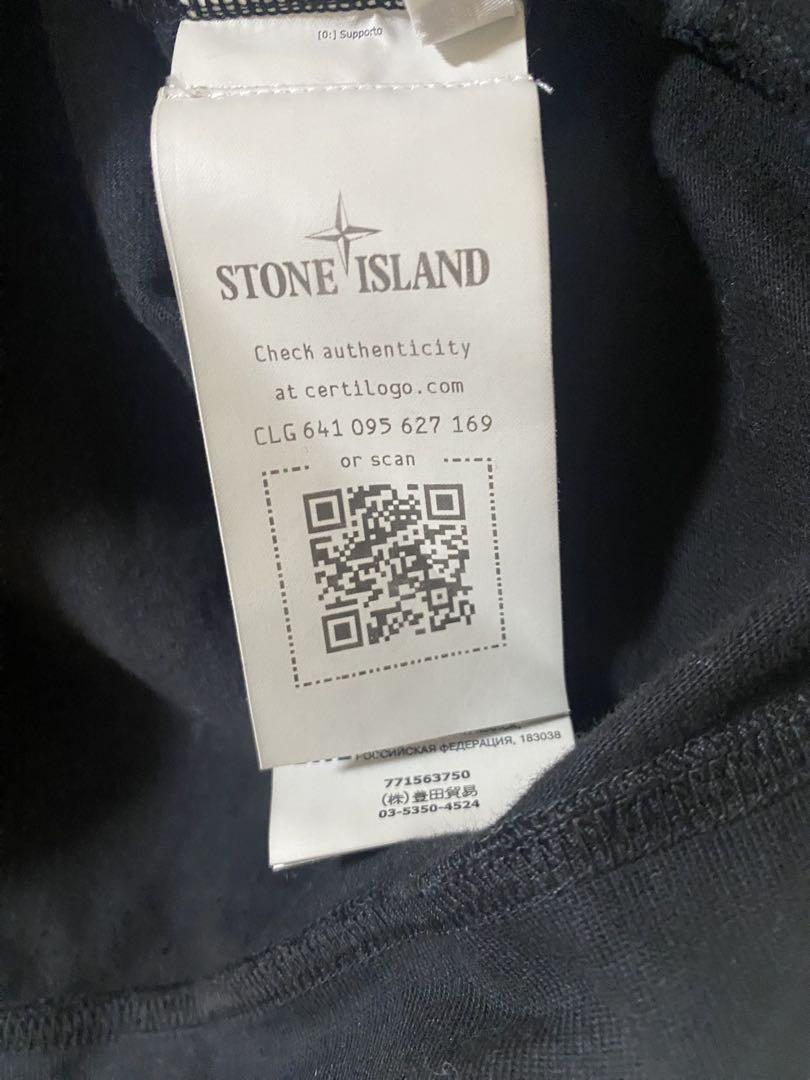 [0:] Supporto
STONE ISLAND
Check authenticity
at certilogo.com
CLG 641 095 627 169
or scan
РОССИЙСКАЯ ФЕДЕРАЦИЯ, 183038
771563750
(株)豊田貿易
03-5350-4524